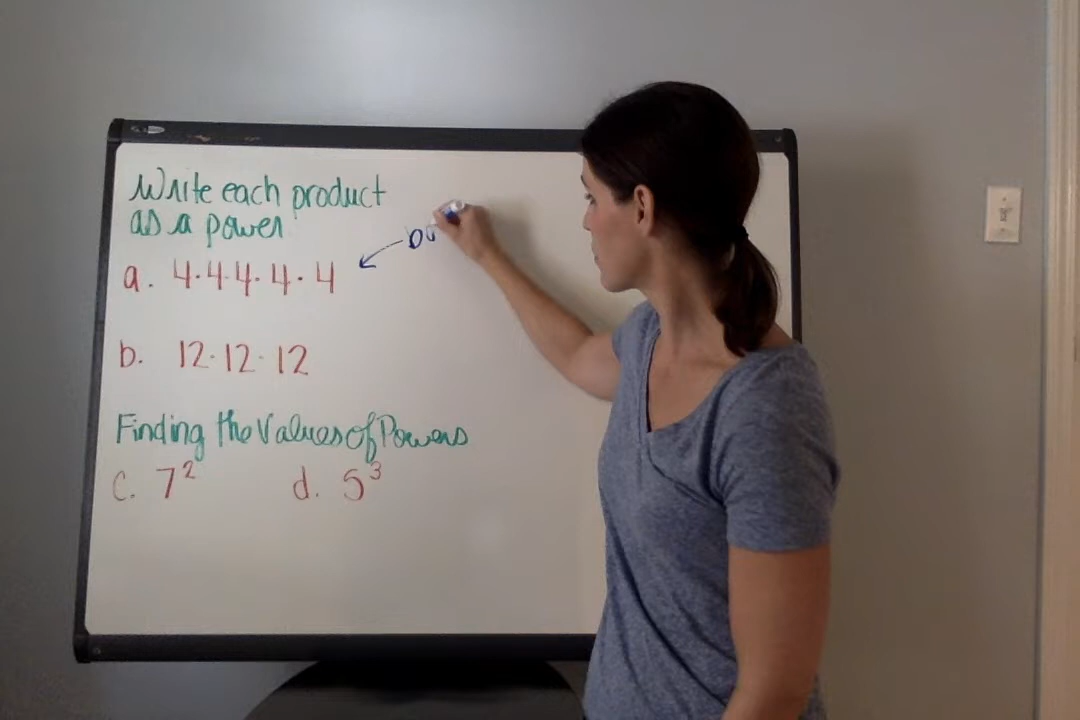 Write each product
as a power
a. 4·4·4·4·4
b. 12·12·12
Finding the Values of Powers
c. 7²
d. 5³